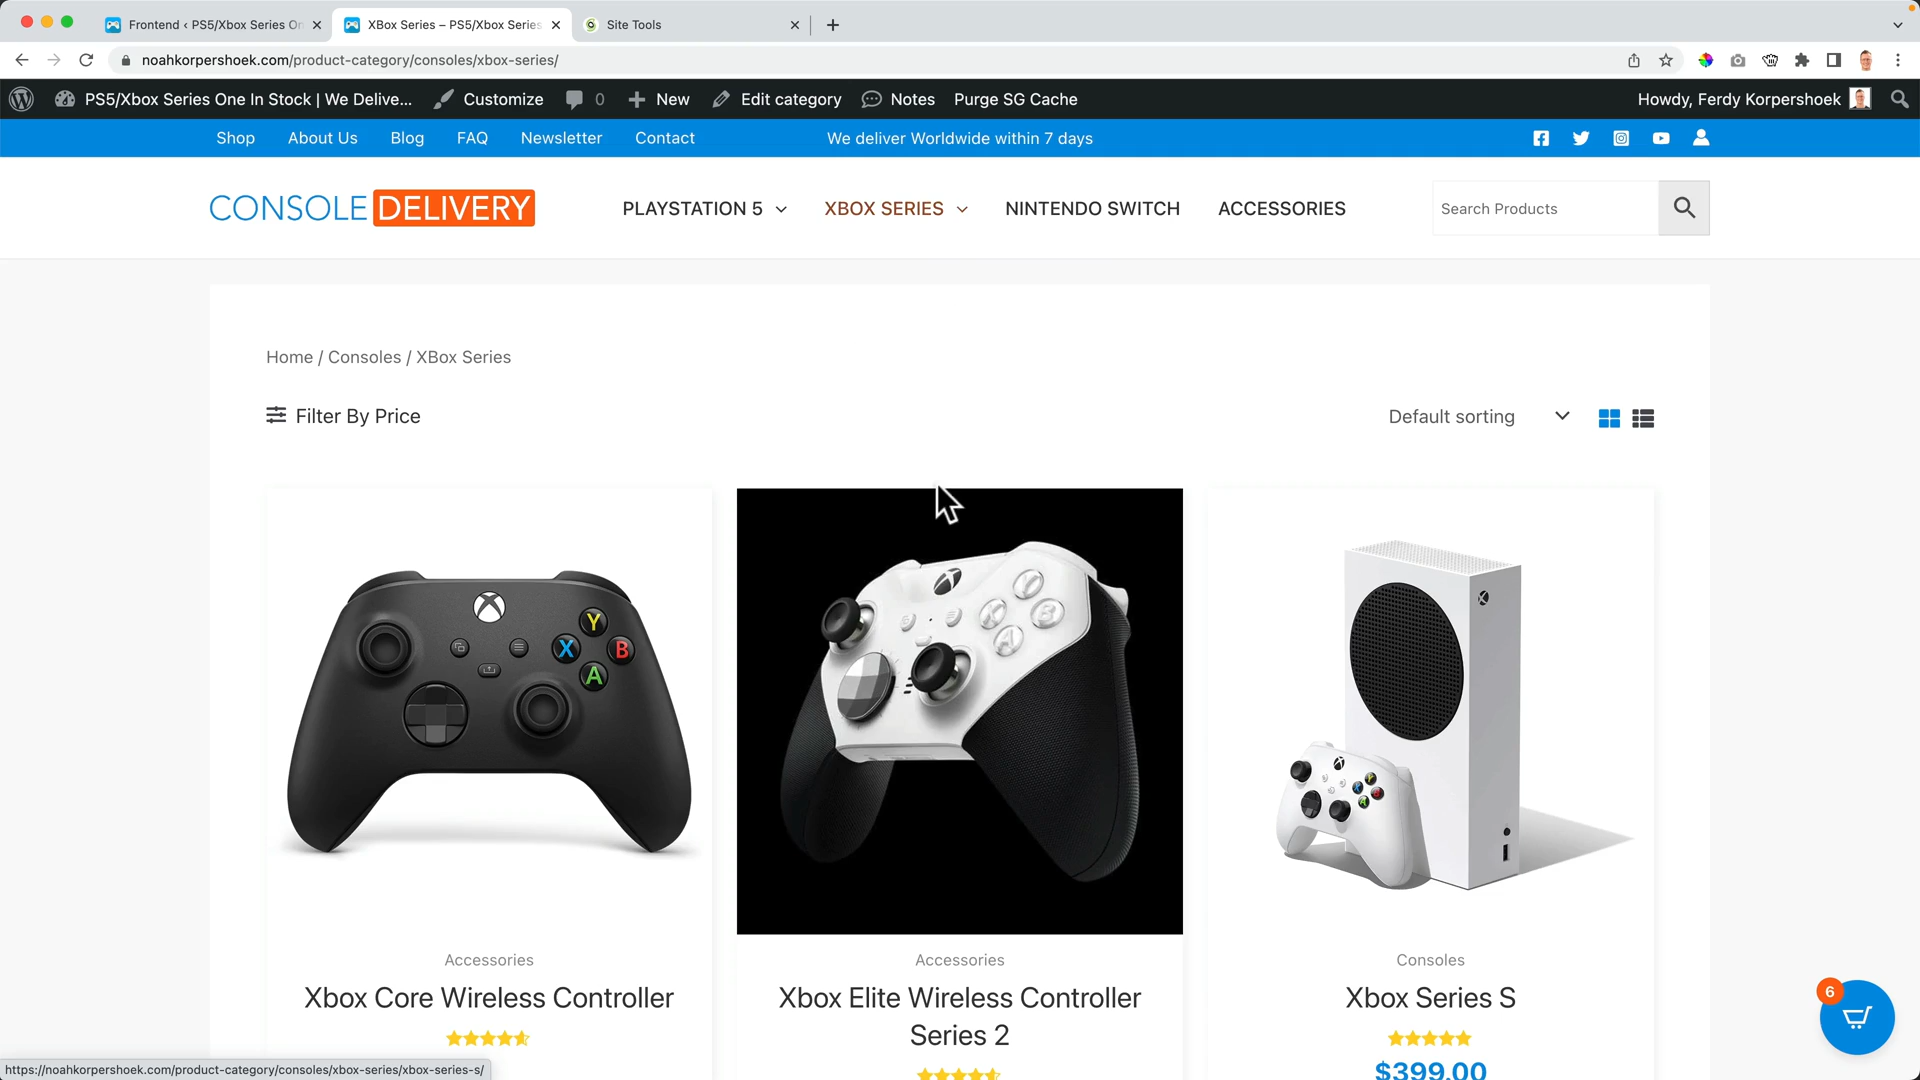 Frontend ‹ PS5/Xbox Series On
XBox Series – PS5/Xbox Series
Site Tools
noahkorpershoek.com/product-category/consoles/xbox-series/
PS5/Xbox Series One In Stock | We Delive...
Customize
0
New
Edit category
Notes
Purge SG Cache
Howdy, Ferdy Korpershoek
Shop
About Us
Blog
FAQ
Newsletter
Contact
We deliver Worldwide within 7 days
CONSOLE DELIVERY
PLAYSTATION 5
XBOX SERIES
NINTENDO SWITCH
ACCESSORIES
Search Products
Home / Consoles / XBox Series
Filter By Price
Default sorting
Y
X
B
A
Y
X
B
A
Y
X
B
A
Accessories
Xbox Core Wireless Controller
Accessories
Xbox Elite Wireless Controller
Series 2
Consoles
Xbox Series S
$399.00
6
https://noahkorpershoek.com/product-category/consoles/xbox-series/xbox-series-s/